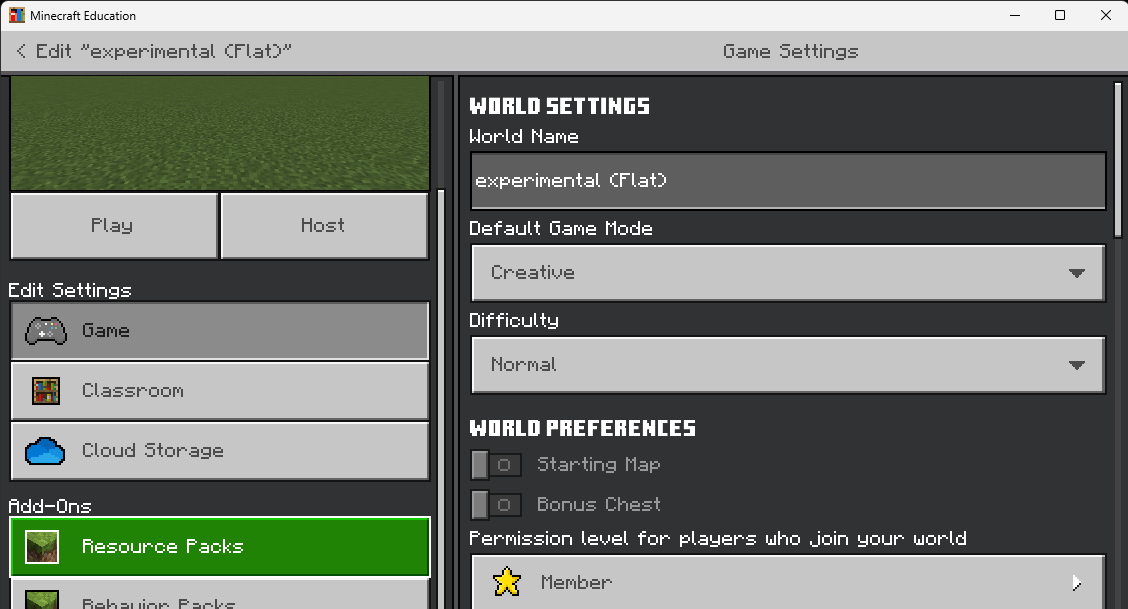 Minecraft Education
Edit "experimental (Flat)"
Game Settings
Play
Host
Edit Settings
Game
Classroom
Cloud Storage
Add-Ons
Resource Packs
Behavior Packs
WORLD SETTINGS
World Name
experimental (Flat)
Default Game Mode
Creative
Difficulty
Normal
WORLD PREFERENCES
Starting Map
Bonus Chest
Permission level for players who join your world
Member